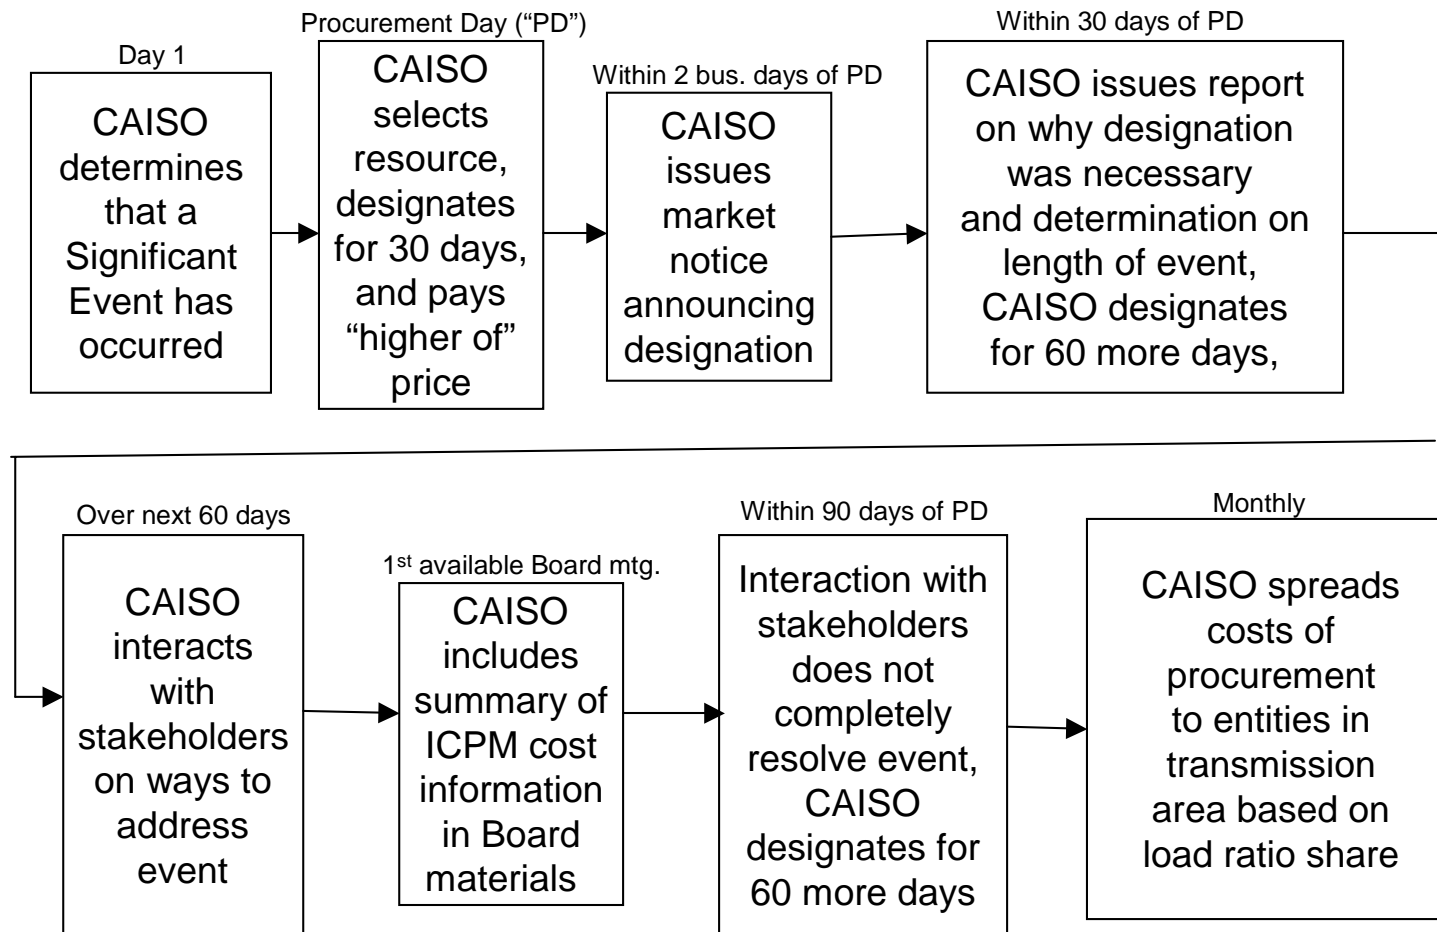 Day 1
CAISO
determines
that a
Significant
Event has
occurred
Procurement Day (“PD”)
CAISO
selects
resource,
designates
for 30 days,
and pays
“higher of”
price
Within 2 bus. days of PD
CAISO
issues
market
notice
announcing
designation
Within 30 days of PD
CAISO issues report
on why designation
was necessary
and determination on
length of event,
CAISO designates
for 60 more days,
Over next 60 days
CAISO
interacts
with
stakeholders
on ways to
address
event
1st available Board mtg.
CAISO
includes
summary of
ICPM cost
information
in Board
materials
Within 90 days of PD
Interaction with
stakeholders
does not
completely
resolve event,
CAISO
designates for
60 more days
Monthly
CAISO spreads
costs of
procurement
to entities in
transmission
area based on
load ratio share